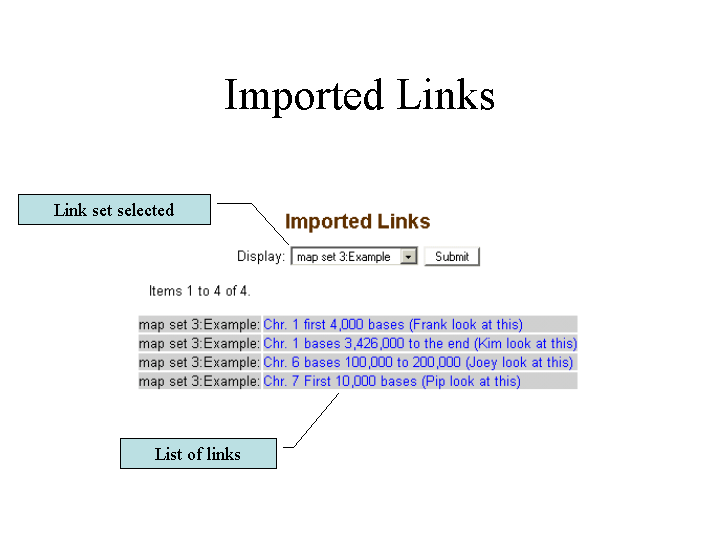 Imported Links
Link set selected
Imported Links
Display: map set 3:Example Submit
Items 1 to 4 of 4.
map set 3:Example: Chr. 1 first 4,000 bases (Frank look at this)
map set 3:Example: Chr. 1 bases 3,426,000 to the end (Kim look at this)
map set 3:Example: Chr. 6 bases 100,000 to 200,000 (Joey look at this)
map set 3:Example: Chr. 7 First 10,000 bases (Pip look at this)
List of links